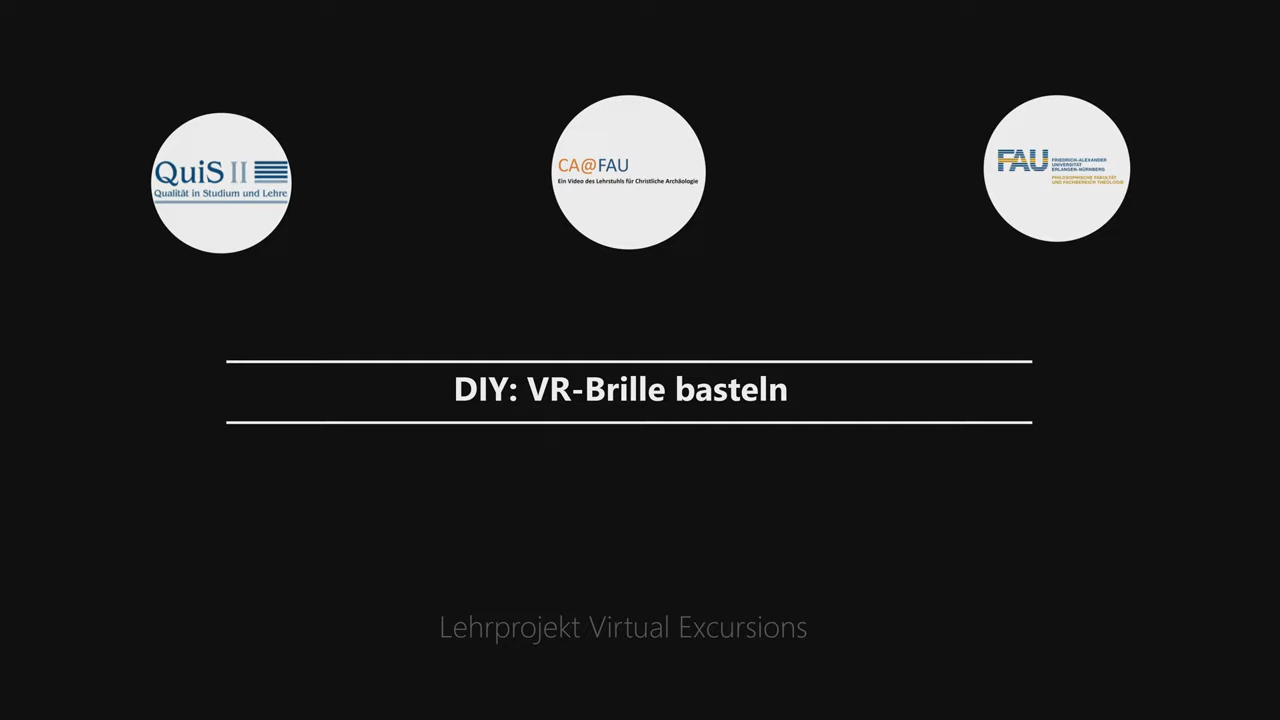 QuiS II
Qualität in Studium und Lehre
CA@FAU
Ein Video des Lehrstuhls für Christliche Archäologie
FAU
FRIEDRICH-ALEXANDER
UNIVERSITÄT
ERLANGEN-NÜRNBERG
PHILOSOPHISCHE FAKULTÄT
UND FACHBEREICH THEOLOGIE
DIY: VR-Brille basteln
Lehrprojekt Virtual Excursions